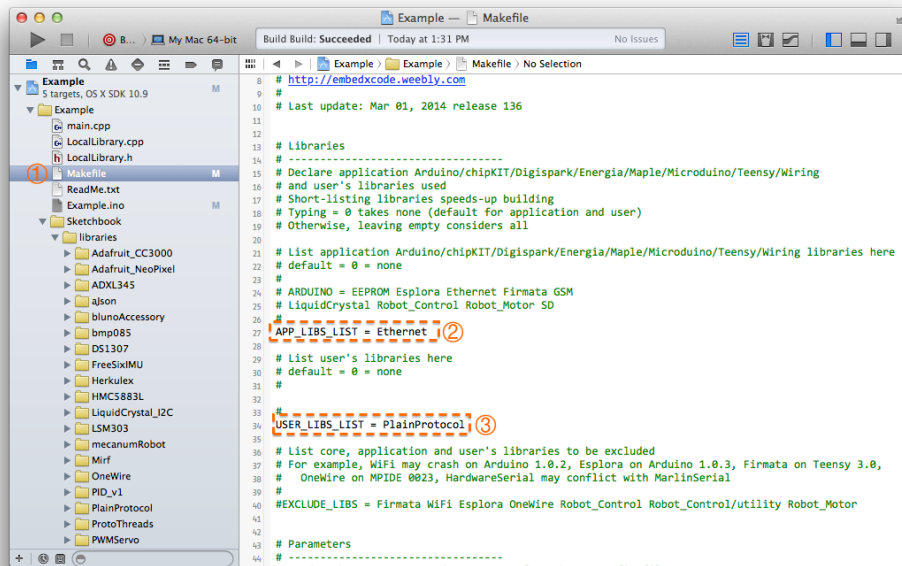 Example — Makefile
B... My Mac 64-bit
Build Build: Succeeded | Today at 1:31 PM
No Issues
Example
5 targets, OS X SDK 10.9
M
Example
main.cpp
LocalLibrary.cpp
LocalLibrary.h
① Makefile M
ReadMe.txt
Example.ino M
Sketchbook
libraries
Adafruit_CC3000
Adafruit_NeoPixel
ADXL345
aJson
blunoAccessory
bmp085
DS1307
FreeSixIMU
Herkulex
HMC5883L
LiquidCrystal_I2C
LSM303
mecanumRobot
Mirf
OneWire
PID_v1
PlainProtocol
ProtoThreads
PWMServo
Example Example Makefile No Selection
8 # http://embedxcode.weebly.com
9 #
10 # Last update: Mar 01, 2014 release 136
11
12
13 # Libraries
14 # ----------------------------------
15 # Declare application Arduino/chipKIT/Digispark/Energia/Maple/Microduino/Teensy/Wiring
16 # and user's libraries used
17 # Short-listing libraries speeds-up building
18 # Typing = 0 takes none (default for application and user)
19 # Otherwise, leaving empty considers all
20
21 # List application Arduino/chipKIT/Digispark/Energia/Maple/Microduino/Teensy/Wiring libraries here
22 # default = 0 = none
23 #
24 # ARDUINO = EEPROM Esplora Ethernet Firmata GSM
25 # LiquidCrystal Robot_Control Robot_Motor SD
26 #
27 APP_LIBS_LIST = Ethernet ②
28
29 # List user's libraries here
30 # default = 0 = none
31 #
32
33 #
34 USER_LIBS_LIST = PlainProtocol ③
35
36 # List core, application and user's libraries to be excluded
37 # For example, WiFi may crash on Arduino 1.0.2, Esplora on Arduino 1.0.3, Firmata on Teensy 3.0,
38 # OneWire on MPIDE 0023, HardwareSerial may conflict with MarlinSerial
39 #
40 #EXCLUDE_LIBS = Firmata WiFi Esplora OneWire Robot_Control Robot_Control/utility Robot_Motor
41
42
43 # Parameters
44 # ----------------------------------